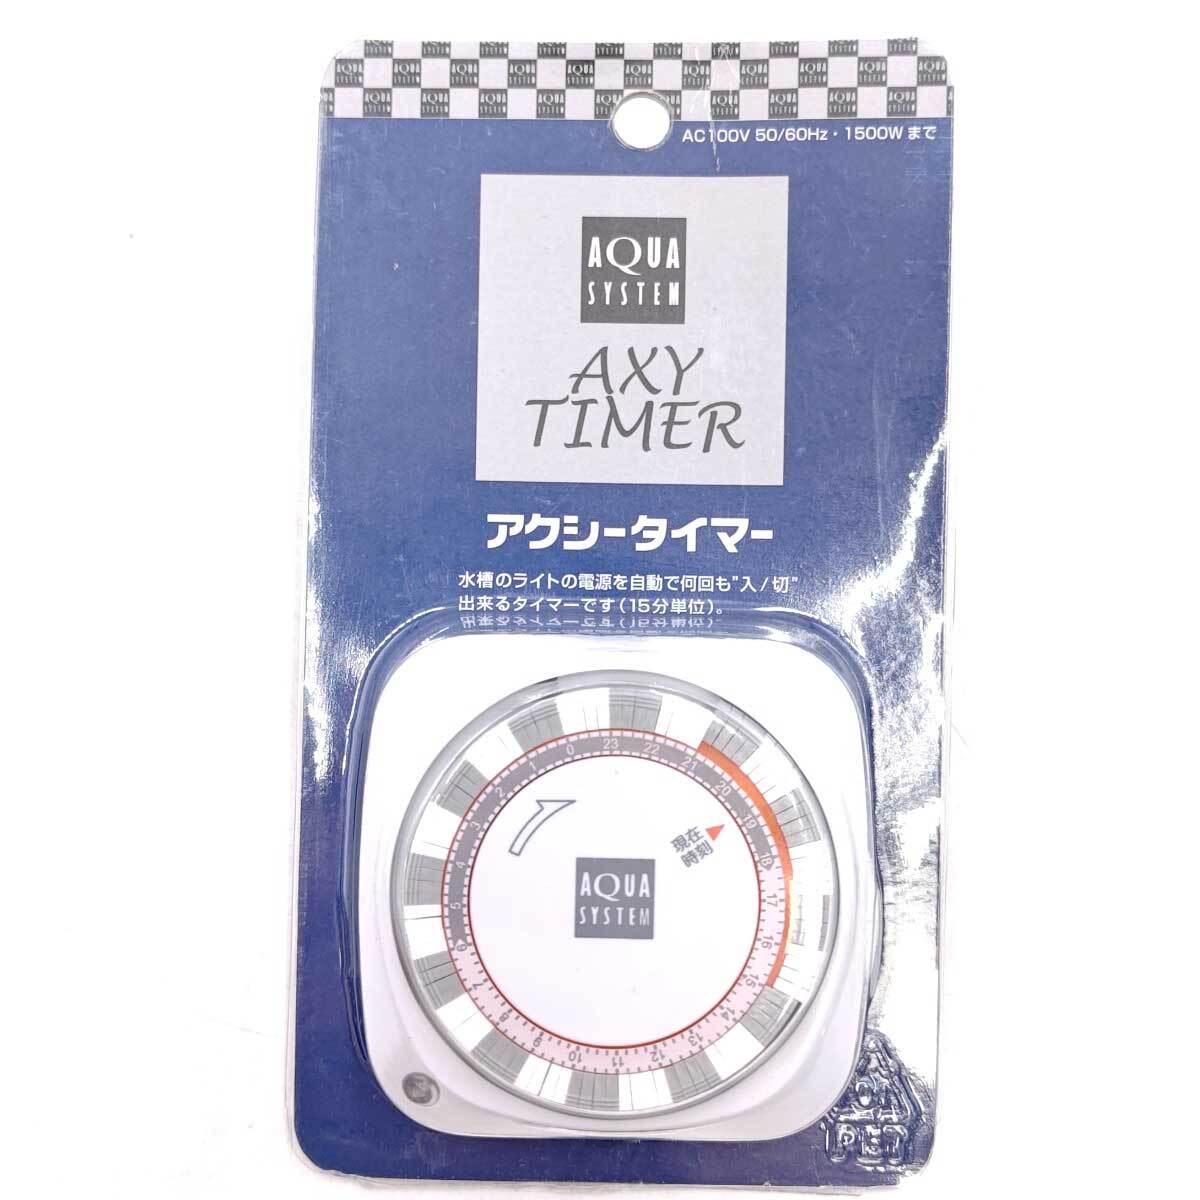 AC100V 50/60Hz・1500Wまで
AQUA
SYSTEM
AXY
TIMER
アクシータイマー
水槽のライトの電源を自動で何回も"入/切"
出来るタイマーです(15分単位)。
0 23 22 21 20 19 18 17 16 15 14 13 12 11 10 9 8 7 6 5 4 3 2 1
現在
時刻
AQUA
SYSTEM
01
PET